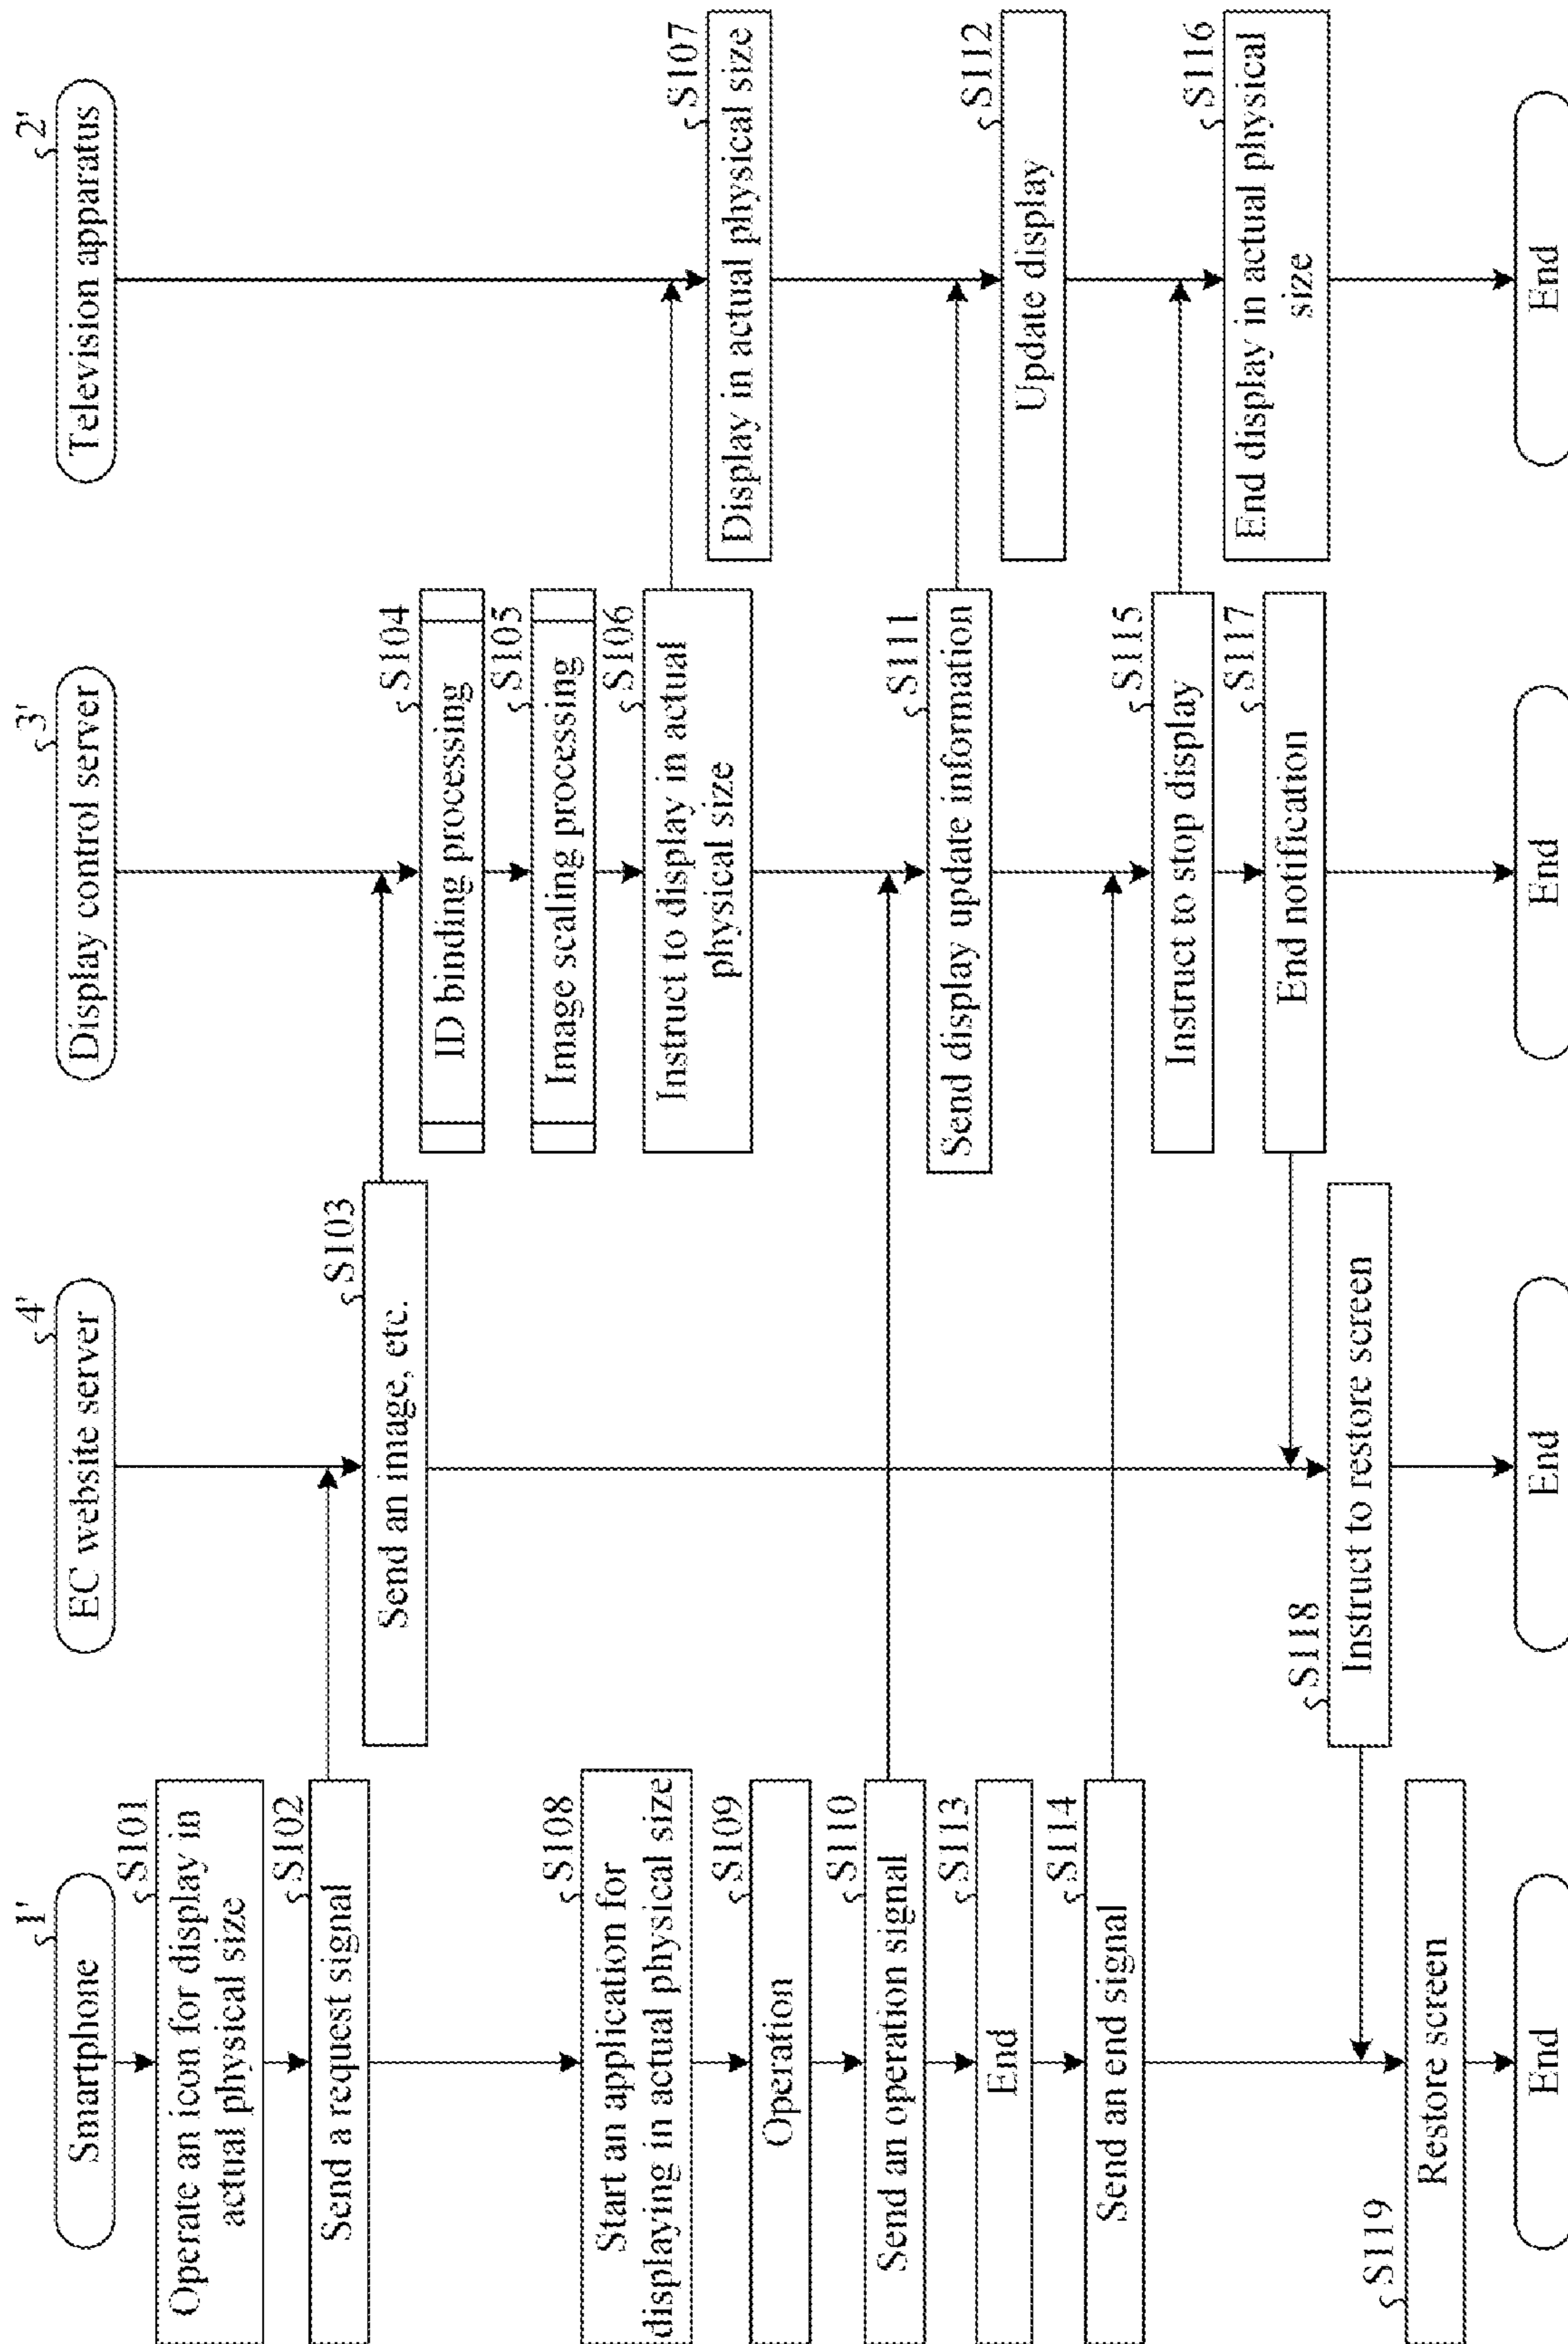 1'
Smartphone
S101
Operate an icon for display in
actual physical size
S102
Send a request signal
S108
Start an application for
displaying in actual physical size
S109
Operation
S110
Send an operation signal
S113
End
S114
Send an end signal
S119
Restore screen
End
4'
EC website server
S103
Send an image, etc.
S118
Instruct to restore screen
End
3'
Display control server
S104
ID binding processing
S105
Image scaling processing
S106
Instruct to display in actual
physical size
S111
Send display update information
S115
Instruct to stop display
S117
End notification
End
2'
Television apparatus
S107
Display in actual physical size
S112
Update display
S116
End display in actual physical
size
End